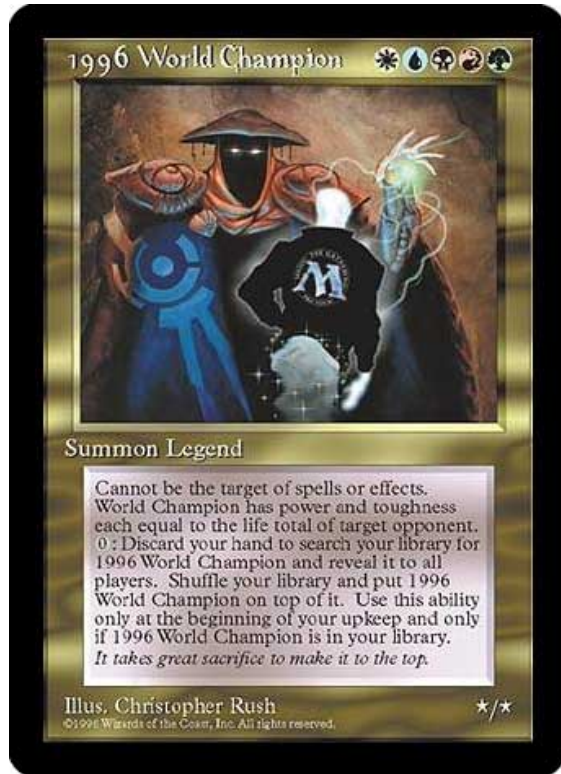 1996 World Champion
M
Summon Legend
Cannot be the target of spells or effects.
World Champion has power and toughness
each equal to the life total of target opponent.
0: Discard your hand to search your library for
1996 World Champion and reveal it to all
players. Shuffle your library and put 1996
World Champion on top of it. Use this ability
only at the beginning of your upkeep and only
if 1996 World Champion is in your library.
It takes great sacrifice to make it to the top.
Illus. Christopher Rush
★/★
©1996 Wizards of the Coast, Inc. All rights reserved.